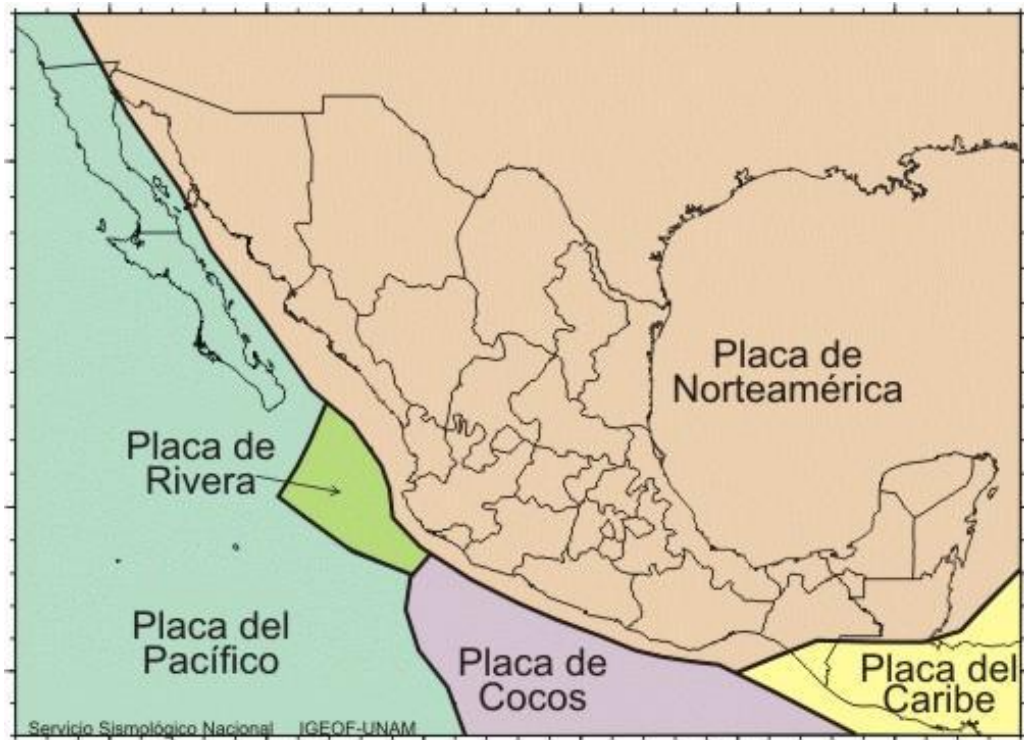 Placa de
Norteamérica
Placa de
Rivera
Placa del
Pacífico
Placa de
Cocos
Placa del
Caribe
Servicio Sismológico Nacional IGEOF-UNAM